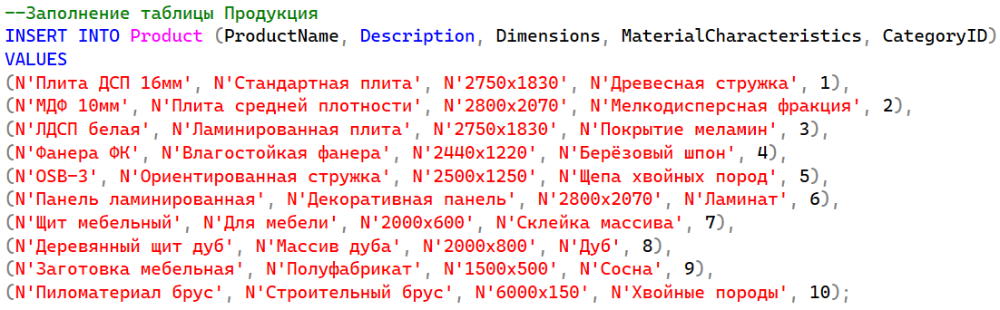 --Заполнение таблицы Продукция
INSERT INTO Product (ProductName, Description, Dimensions, MaterialCharacteristics, CategoryID)
VALUES
(N'Плита ДСП 16мм', N'Стандартная плита', N'2750x1830', N'Древесная стружка', 1),
(N'МДФ 10мм', N'Плита средней плотности', N'2800x2070', N'Мелкодисперсная фракция', 2),
(N'ЛДСП белая', N'Ламинированная плита', N'2750x1830', N'Покрытие меламин', 3),
(N'Фанера ФК', N'Влагостойкая фанера', N'2440x1220', N'Берёзовый шпон', 4),
(N'OSB-3', N'Ориентированная стружка', N'2500x1250', N'Щепа хвойных пород', 5),
(N'Панель ламинированная', N'Декоративная панель', N'2800x2070', N'Ламинат', 6),
(N'Щит мебельный', N'Для мебели', N'2000x600', N'Склейка массива', 7),
(N'Деревянный щит дуб', N'Массив дуба', N'2000x800', N'Дуб', 8),
(N'Заготовка мебельная', N'Полуфабрикат', N'1500x500', N'Сосна', 9),
(N'Пиломатериал брус', N'Строительный брус', N'6000x150', N'Хвойные породы', 10);